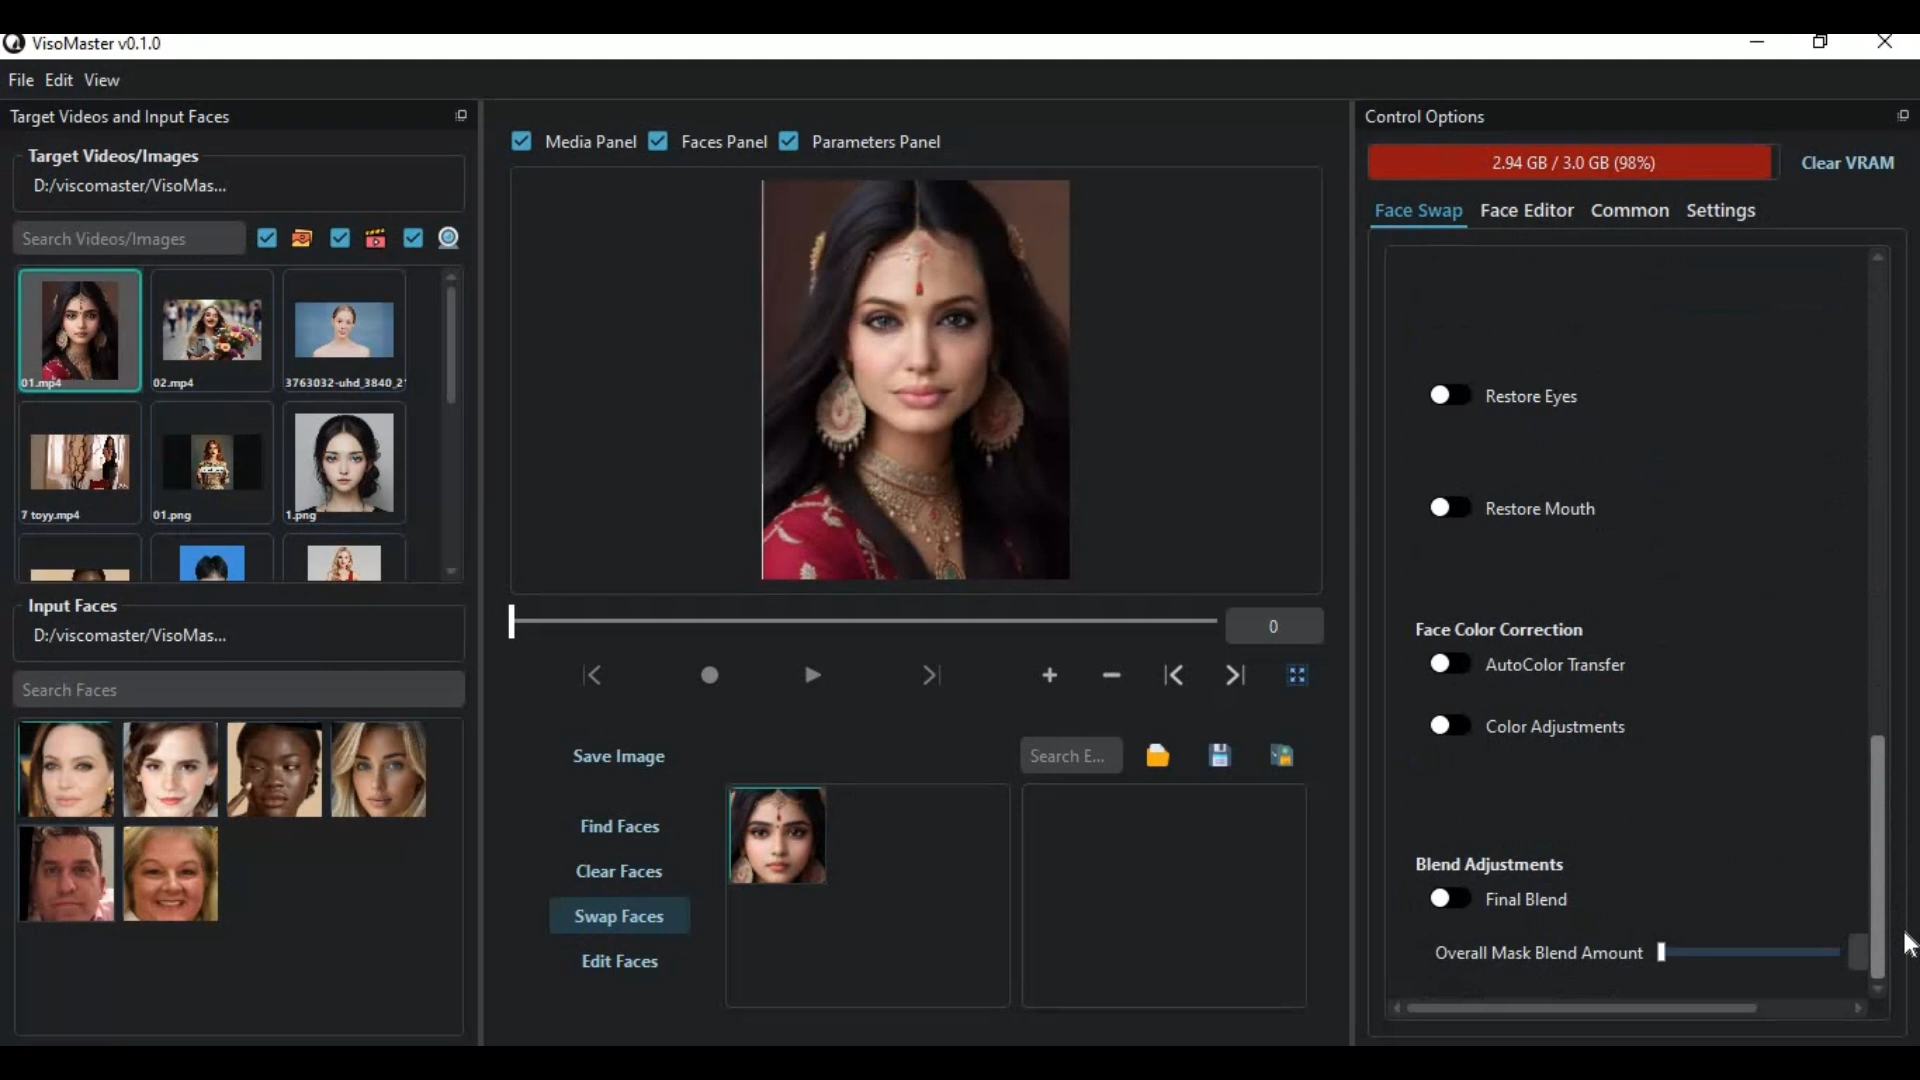 VisoMaster v0.1.0
File Edit View
Target Videos and Input Faces
Target Videos/Images
D:/viscomaster/VisoMas...
Search Videos/Images
01.mp4
02.mp4
3763032-uhd_3840_2
7 toyy.mp4
01.png
1.png
Input Faces
D:/viscomaster/VisoMas...
Search Faces
Media Panel Faces Panel Parameters Panel
0
Save Image
Search E...
Find Faces
Clear Faces
Swap Faces
Edit Faces
Control Options
2.94 GB / 3.0 GB (98%)
Clear VRAM
Face Swap Face Editor Common Settings
Restore Eyes
Restore Mouth
Face Color Correction
AutoColor Transfer
Color Adjustments
Blend Adjustments
Final Blend
Overall Mask Blend Amount